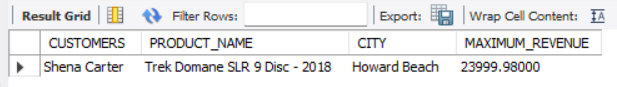 Result Grid Filter Rows: Export: Wrap Cell Content: IA
CUSTOMERS PRODUCT_NAME CITY MAXIMUM_REVENUE
Shena Carter Trek Domane SLR 9 Disc - 2018 Howard Beach 23999.98000